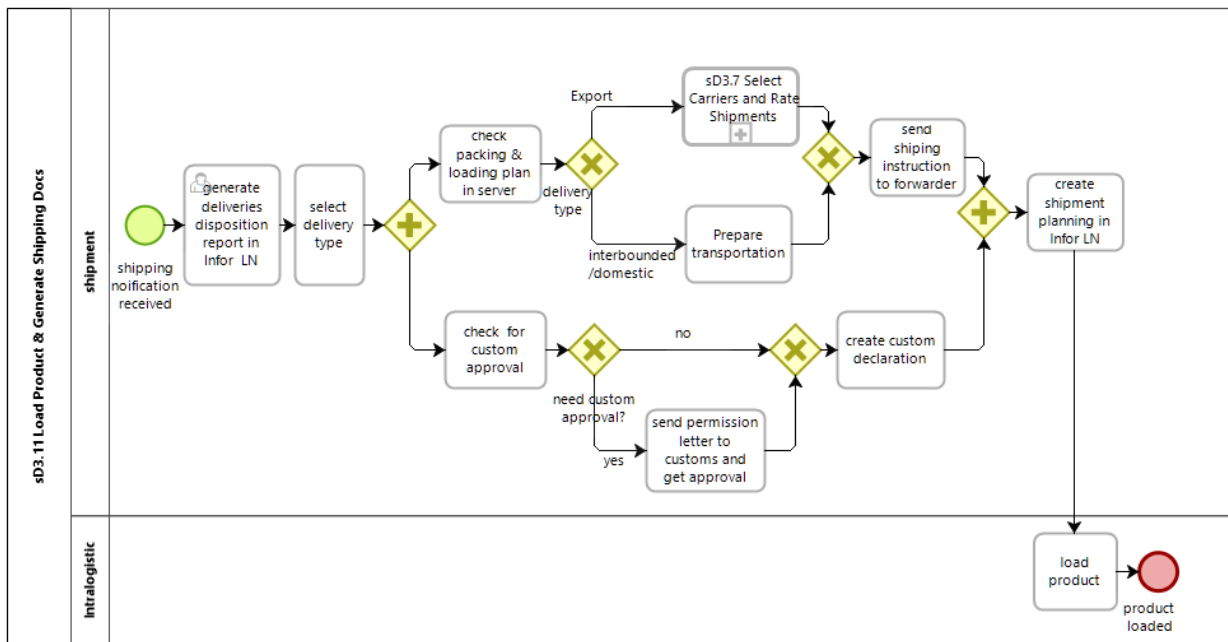 sD3.11 Load Product & Generate Shipping Docs
shipment
Intralogistic
shipping
noification
received
generate
deliveries
disposition
report in
Infor LN
select
delivery
type
check
packing &
loading plan
in server
Export
delivery
type
interbounded
/domestic
sD3.7 Select
Carriers and Rate
Shipments
Prepare
transportation
send
shiping
instruction
to forwarder
create
shipment
planning in
Infor LN
check for
custom
approval
need custom
approval?
no
yes
send permission
letter to
customs and
get approval
create custom
declaration
load
product
product
loaded